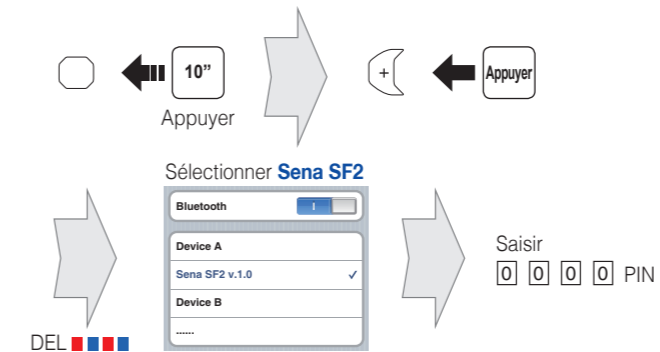 10”
Appuyer
+
Appuyer
Sélectionner Sena SF2
Bluetooth
I
Device A
Sena SF2 v.1.0 ✓
Device B
......
DEL
Saisir
0 0 0 0 PIN